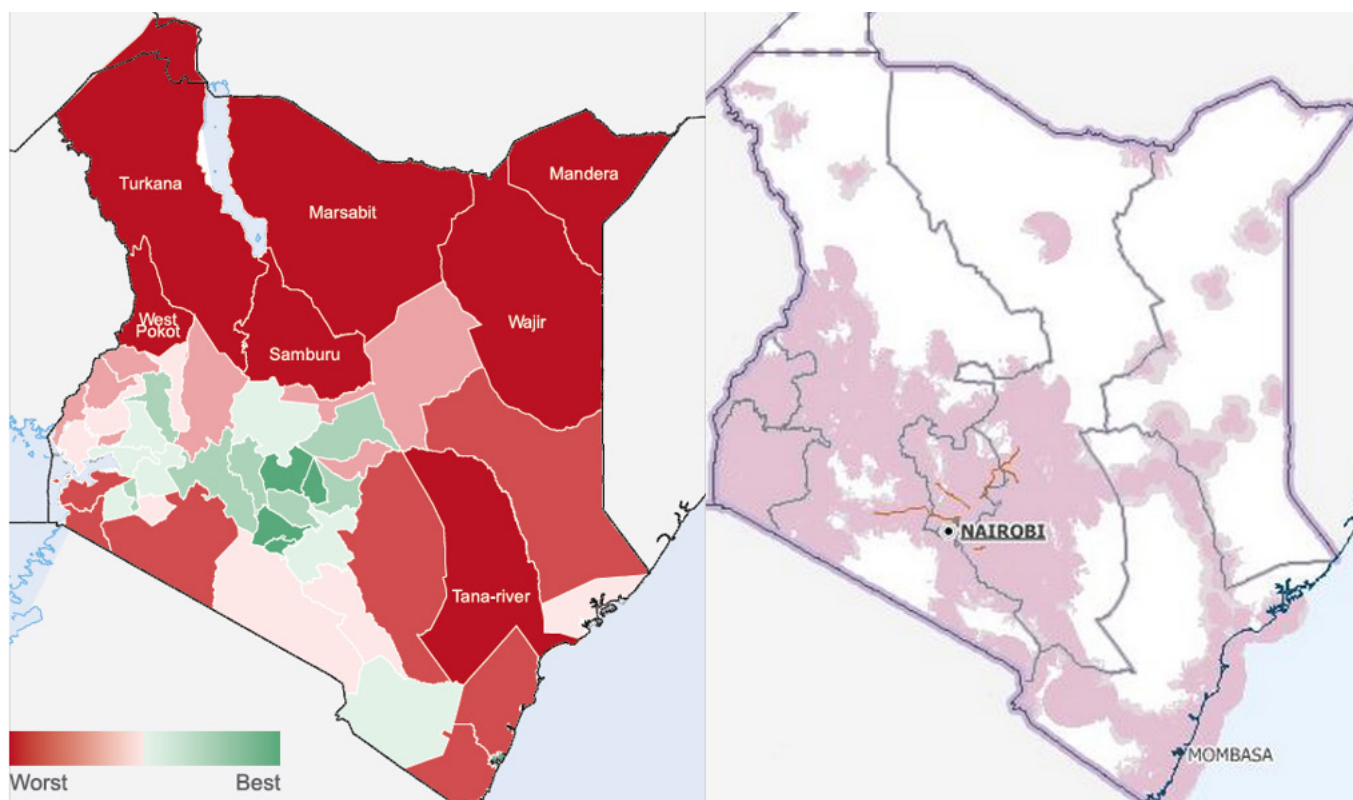 Turkana
Marsabit
Mandera
West
Pokot
Samburu
Wajir
Tana-river
Worst
Best
NAIROBI
MOMBASA